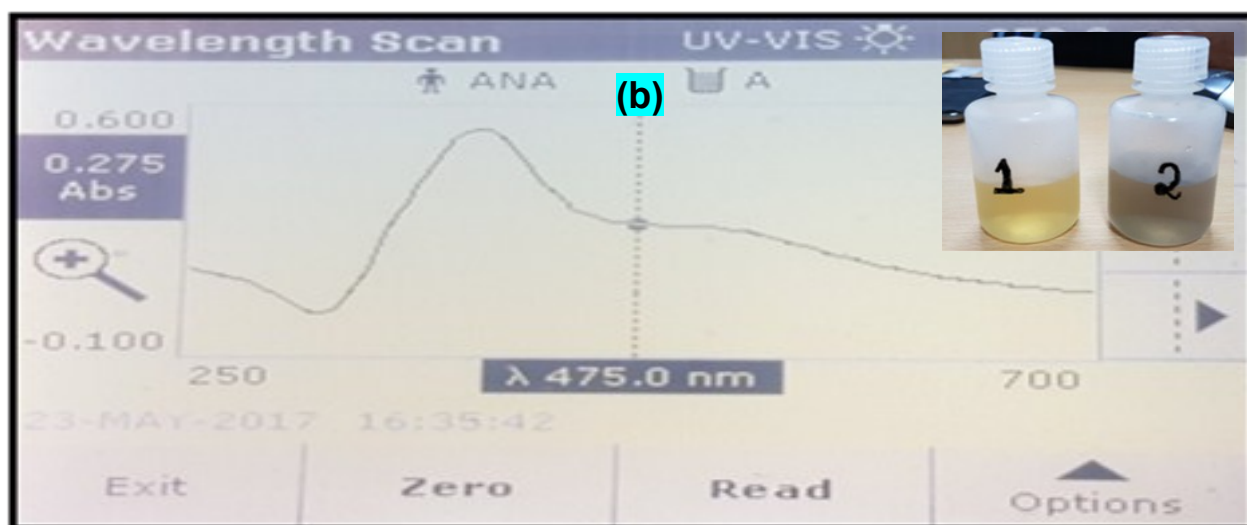 Wavelength Scan UV-VIS
ANA A
(b)
0.600
0.275
Abs
-0.100
250 λ 475.0 nm 700
23-MAY-2017 16:35:42
Exit Zero Read Options
1 2